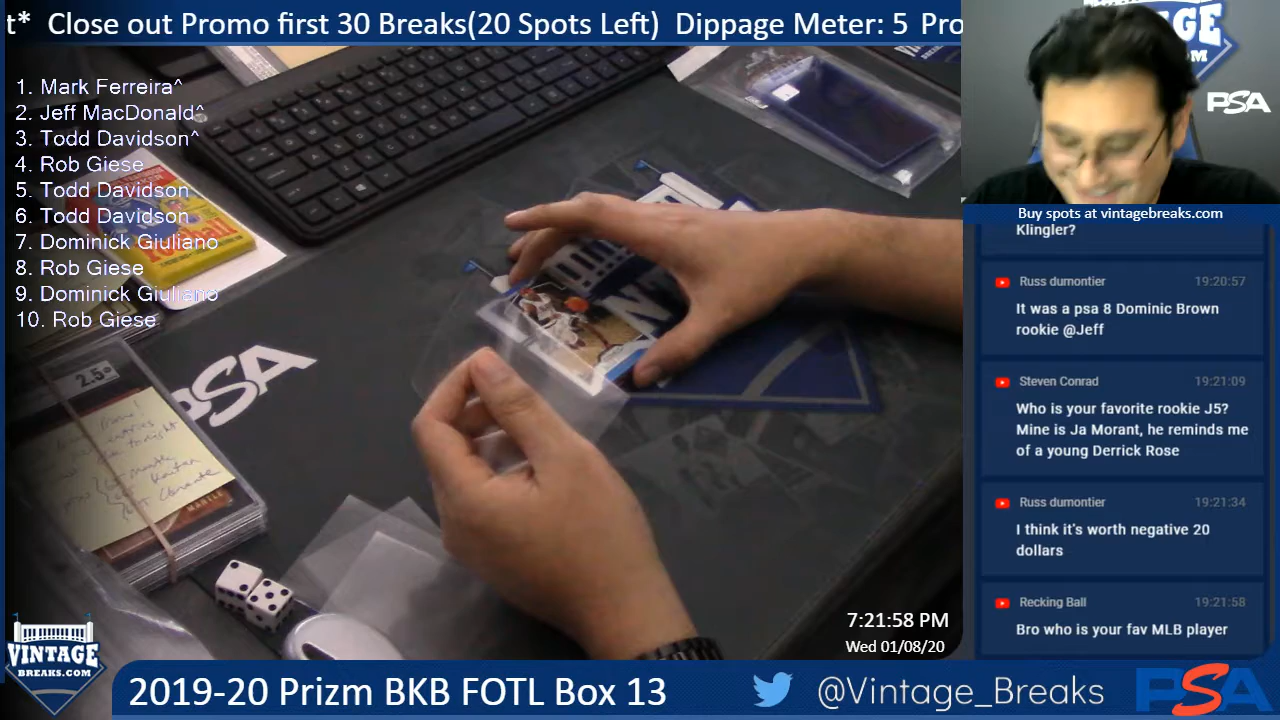 t* Close out Promo first 30 Breaks(20 Spots Left) Dippage Meter: 5 Pro
1. Mark Ferreira^
2. Jeff MacDonald^
3. Todd Davidson^
4. Rob Giese
5. Todd Davidson
6. Todd Davidson
7. Dominick Giuliano
8. Rob Giese
9. Dominick Giuliano
10. Rob Giese
Football
2.5
PSA
MANTLE
PSA
Buy spots at vintagebreaks.com
Klingler?
Russ dumontier 19:20:57
It was a psa 8 Dominic Brown
rookie @Jeff
Steven Conrad 19:21:09
Who is your favorite rookie J5?
Mine is Ja Morant, he reminds me
of a young Derrick Rose
Russ dumontier 19:21:34
I think it's worth negative 20
dollars
Recking Ball 19:21:58
Bro who is your fav MLB player
7:21:58 PM
Wed 01/08/20
VINTAGE
BREAKS.COM
2019-20 Prizm BKB FOTL Box 13
@Vintage_Breaks
PSA